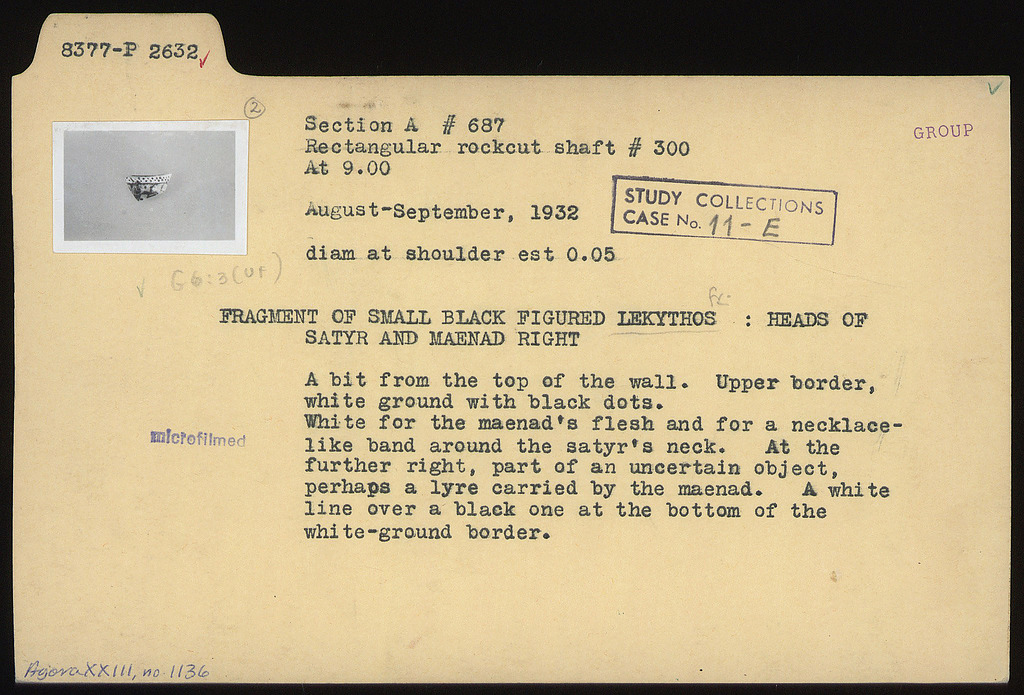 8377-P 2632
2
Section A # 687
Rectangular rockcut shaft # 300
At 9.00
GROUP
August-September, 1932
STUDY COLLECTIONS
CASE No. 11-E
diam at shoulder est 0.05
G6:3(UF)
fr.
FRAGMENT OF SMALL BLACK FIGURED LEKYTHOS : HEADS OF
SATYR AND MAENAD RIGHT
A bit from the top of the wall. Upper border,
white ground with black dots.
White for the maenad's flesh and for a necklace-
like band around the satyr's neck. At the
further right, part of an uncertain object,
perhaps a lyre carried by the maenad. A white
line over a black one at the bottom of the
white-ground border.
microfilmed
Agora XXIII, no. 1136